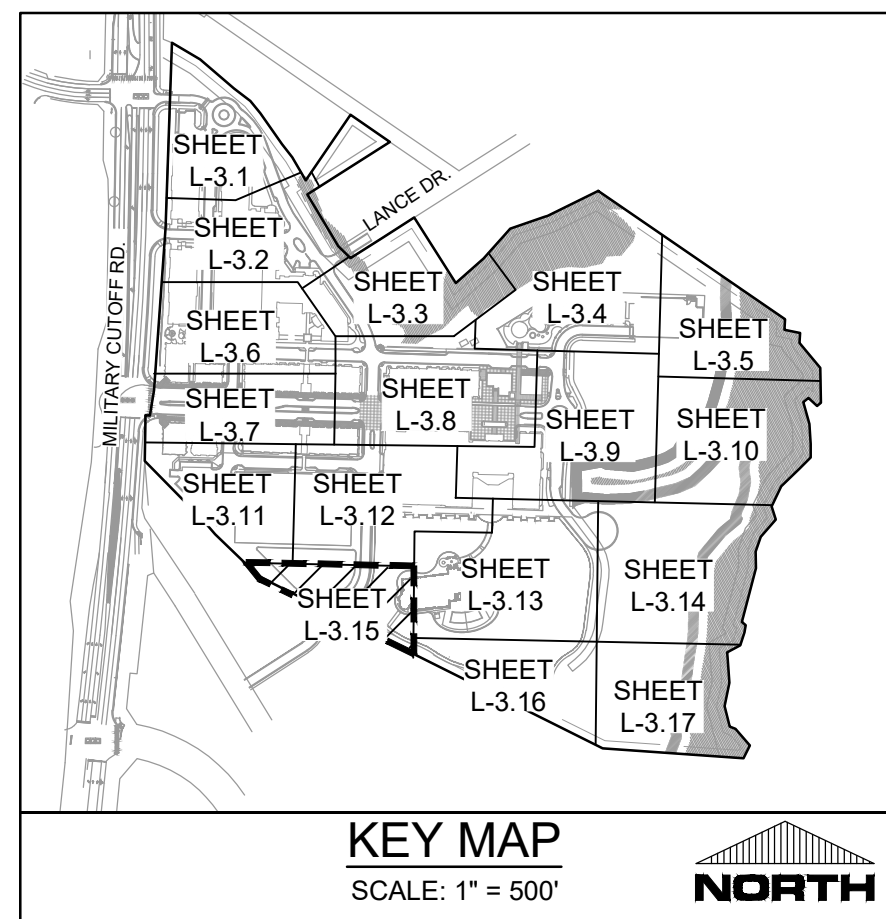 SHEET
L-3.1
LANCE DR.
SHEET
L-3.2
MILITARY CUTOFF RD.
SHEET
L-3.3
SHEET
L-3.4
SHEET
L-3.5
SHEET
L-3.6
SHEET
L-3.7
SHEET
L-3.8
SHEET
L-3.9
SHEET
L-3.10
SHEET
L-3.11
SHEET
L-3.12
SHEET
L-3.13
SHEET
L-3.14
SHEET
L-3.15
SHEET
L-3.16
SHEET
L-3.17
KEY MAP
SCALE: 1" = 500'
NORTH